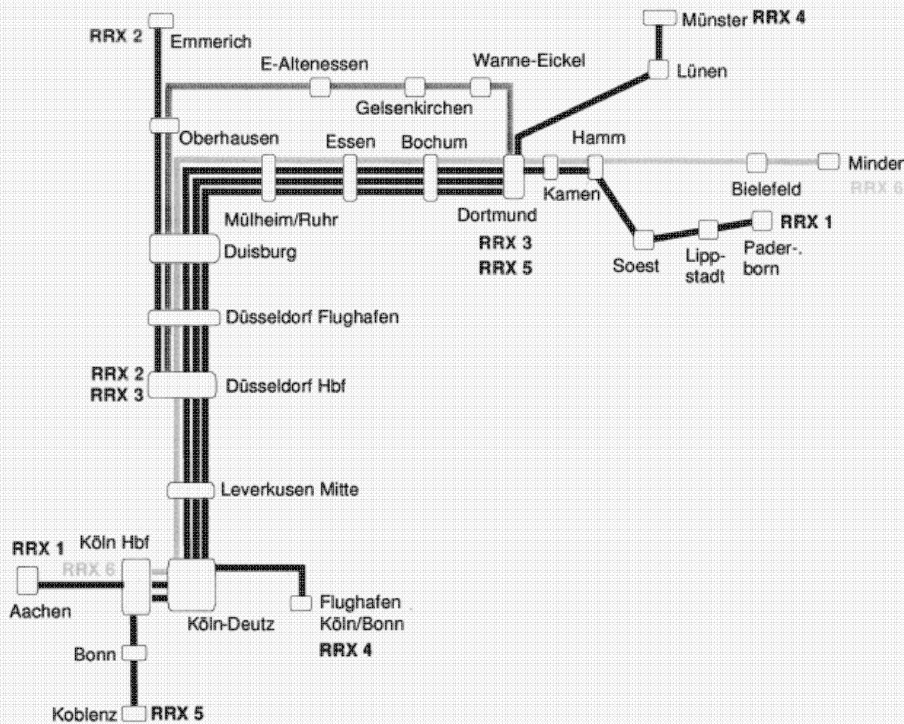 Münster RRX 4
RRX 2
Emmerich
E-Altenessen
Wanne-Eickel
Lünen
Gelsenkirchen
Oberhausen
Essen
Bochum
Hamm
Minden
Kamen
Bielefeld
RRX 6
Mülheim/Ruhr
Dortmund
RRX 3
RRX 5
RRX 1
Soest
Lipp-
stadt
Pader-.
born
Duisburg
Düsseldorf Flughafen
RRX 2
RRX 3
Düsseldorf Hbf
Leverkusen Mitte
Köln Hbf
RRX 1
RRX 6
Aachen
Köln-Deutz
Flughafen
Köln/Bonn
RRX 4
Bonn
Koblenz
RRX 5